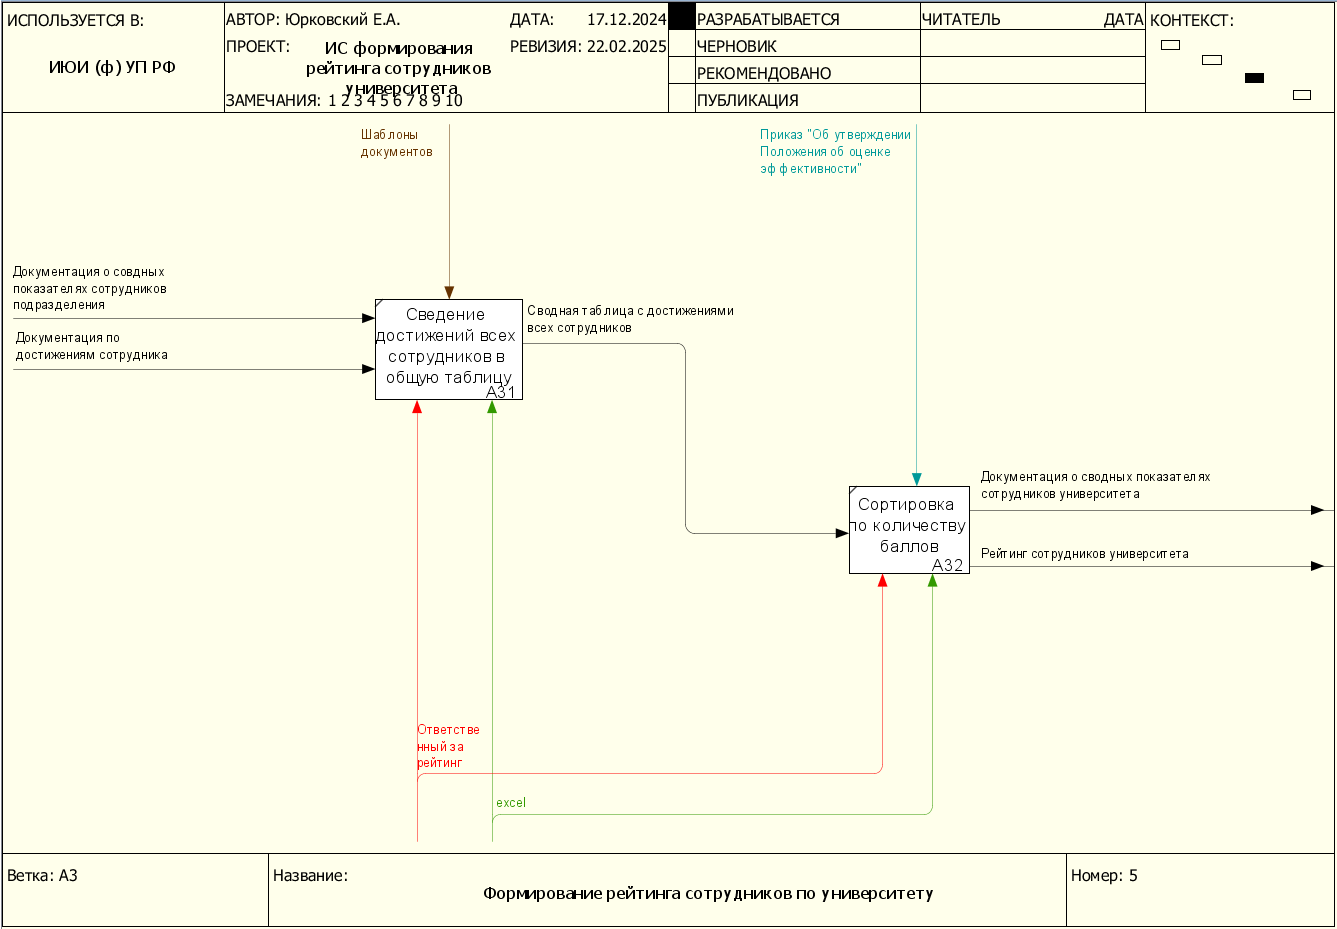 ИСПОЛЬЗУЕТСЯ В:
ИЮИ (ф) УП РФ
АВТОР: Юрковский Е.А.
ДАТА: 17.12.2024
ПРОЕКТ:
ИС формирования
рейтинга сотрудников
университета
РЕВИЗИЯ: 22.02.2025
ЗАМЕЧАНИЯ: 1 2 3 4 5 6 7 8 9 10
РАЗРАБАТЫВАЕТСЯ
ЧЕРНОВИК
РЕКОМЕНДОВАНО
ПУБЛИКАЦИЯ
ЧИТАТЕЛЬ
ДАТА
КОНТЕКСТ:
Шаблоны
документов
Приказ "Об утверждении
Положения об оценке
эффективности"
Документация о совдных
показателях сотрудников
подразделения
Документация по
достижениям сотрудника
Сведение
достижений всех
сотрудников в
общую таблицу
A31
Сводная таблица с достижениями
всех сотрудников
Сортировка
по количеству
баллов
A32
Документация о сводных показателях
сотрудников университета
Рейтинг сотрудников университета
Ответстве
нный за
рейтинг
excel
Ветка: A3
Название:
Формирование рейтинга сотрудников по университету
Номер: 5